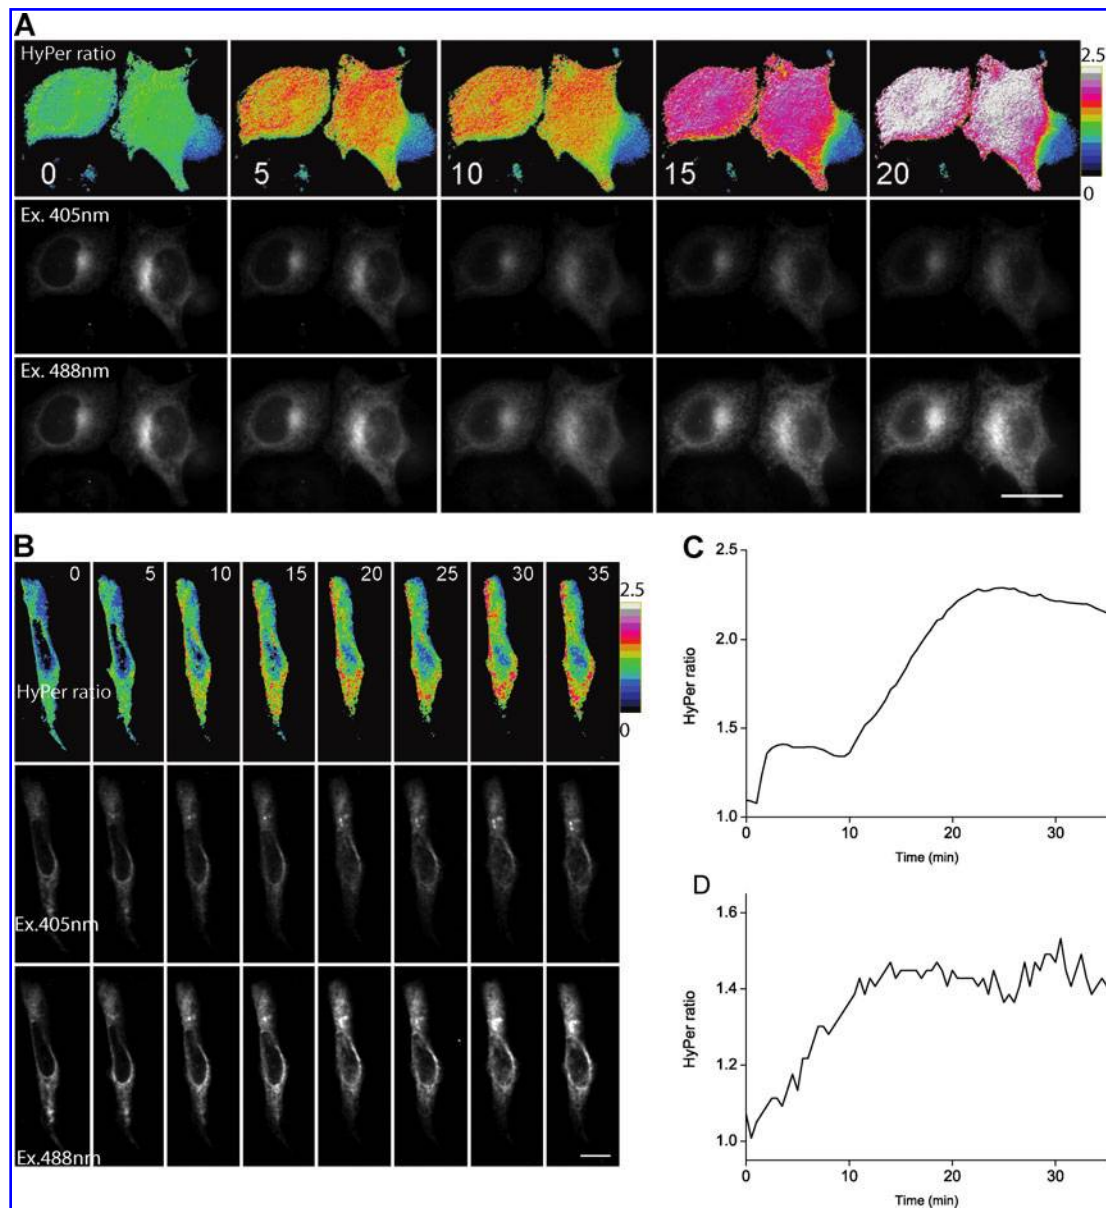 A
HyPer ratio
2.5
0 5 10 15 20
0
Ex. 405nm
Ex. 488nm
B
0 5 10 15 20 25 30 35
2.5
HyPer ratio
0
Ex.405nm
Ex.488nm
C
2.5
2.0
1.5
1.0
HyPer ratio
0 10 20 30
Time (min)
D
1.6
1.4
1.2
1.0
HyPer ratio
0 10 20 30
Time (min)